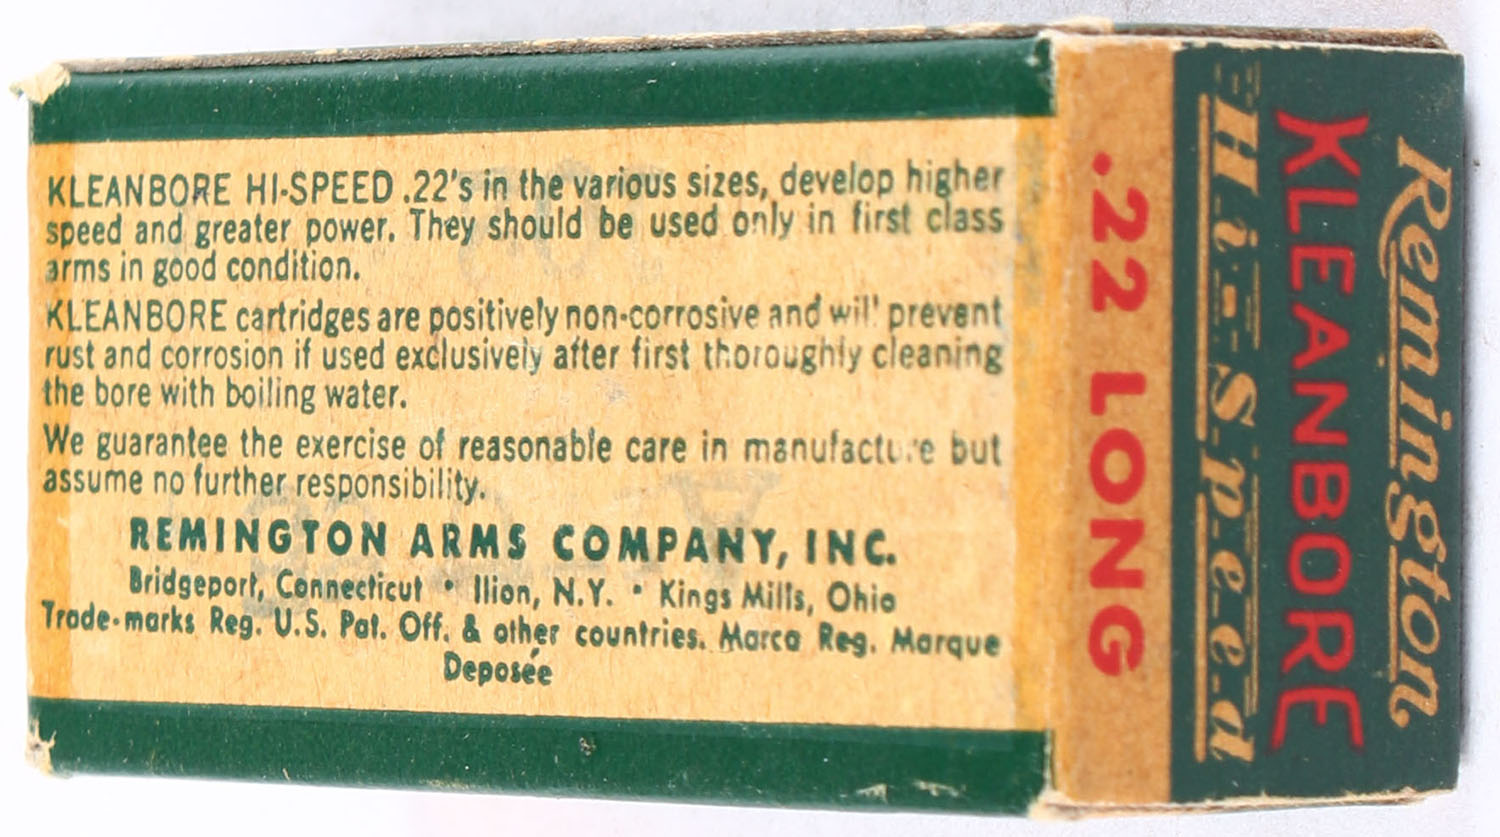 KLEANBORE HI-SPEED .22's in the various sizes, develop higher
speed and greater power. They should be used only in first class
arms in good condition.
KLEANBORE cartridges are positively non-corrosive and will prevent
rust and corrosion if used exclusively after first thoroughly cleaning
the bore with boiling water.
We guarantee the exercise of reasonable care in manufacture but
assume no further responsibility.
REMINGTON ARMS COMPANY, INC.
Bridgeport, Connecticut • Ilion, N.Y. • Kings Mills, Ohio
Trade-marks Reg. U.S. Pat. Off. & other countries. Marca Reg. Marque
Deposée
Remington
KLEANBORE
Hi-Speed
.22 LONG